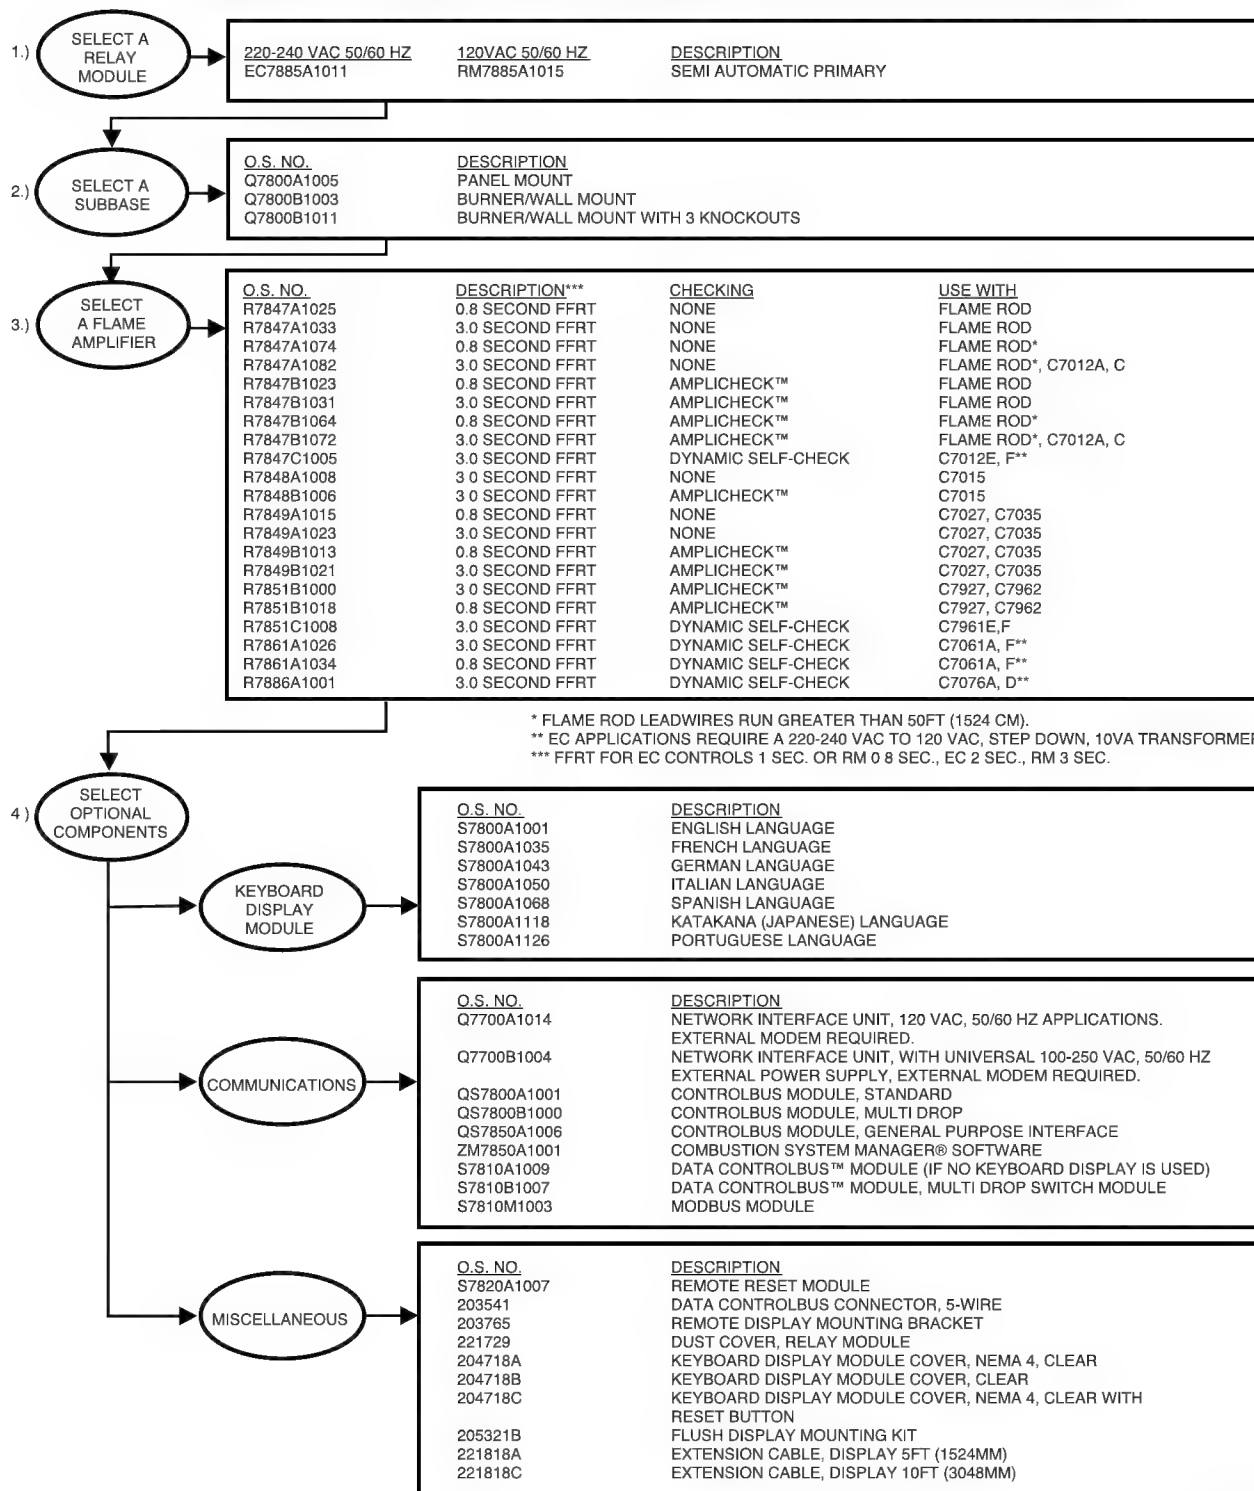 1.) SELECT A RELAY MODULE
220-240 VAC 50/60 HZ 120VAC 50/60 HZ DESCRIPTION
EC7885A1011 RM7885A1015 SEMI AUTOMATIC PRIMARY
2.) SELECT A SUBBASE
O.S. NO. DESCRIPTION
Q7800A1005 PANEL MOUNT
Q7800B1003 BURNER/WALL MOUNT
Q7800B1011 BURNER/WALL MOUNT WITH 3 KNOCKOUTS
3.) SELECT A FLAME AMPLIFIER
O.S. NO. DESCRIPTION*** CHECKING USE WITH
R7847A1025 0.8 SECOND FFRT NONE FLAME ROD
R7847A1033 3.0 SECOND FFRT NONE FLAME ROD
R7847A1074 0.8 SECOND FFRT NONE FLAME ROD*
R7847A1082 3.0 SECOND FFRT NONE FLAME ROD*, C7012A, C
R7847B1023 0.8 SECOND FFRT AMPLICHECK™ FLAME ROD
R7847B1031 3.0 SECOND FFRT AMPLICHECK™ FLAME ROD
R7847B1064 0.8 SECOND FFRT AMPLICHECK™ FLAME ROD*
R7847B1072 3.0 SECOND FFRT AMPLICHECK™ FLAME ROD*, C7012A, C
R7847C1005 3.0 SECOND FFRT DYNAMIC SELF-CHECK C7012E, F**
R7848A1008 3 0 SECOND FFRT NONE C7015
R7848B1006 3 0 SECOND FFRT AMPLICHECK™ C7015
R7849A1015 0.8 SECOND FFRT NONE C7027, C7035
R7849A1023 3.0 SECOND FFRT NONE C7027, C7035
R7849B1013 0.8 SECOND FFRT AMPLICHECK™ C7027, C7035
R7849B1021 3.0 SECOND FFRT AMPLICHECK™ C7027, C7035
R7851B1000 3.0 SECOND FFRT AMPLICHECK™ C7927, C7962
R7851B1018 0.8 SECOND FFRT AMPLICHECK™ C7927, C7962
R7851C1008 3.0 SECOND FFRT DYNAMIC SELF-CHECK C7961E,F
R7861A1026 3.0 SECOND FFRT DYNAMIC SELF-CHECK C7061A, F**
R7861A1034 0.8 SECOND FFRT DYNAMIC SELF-CHECK C7061A, F**
R7886A1001 3.0 SECOND FFRT DYNAMIC SELF-CHECK C7076A, D**
* FLAME ROD LEADWIRES RUN GREATER THAN 50FT (1524 CM).
** EC APPLICATIONS REQUIRE A 220-240 VAC TO 120 VAC, STEP DOWN, 10VA TRANSFORMER
*** FFRT FOR EC CONTROLS 1 SEC. OR RM 0 8 SEC., EC 2 SEC., RM 3 SEC.
4 ) SELECT OPTIONAL COMPONENTS
KEYBOARD DISPLAY MODULE
O.S. NO. DESCRIPTION
S7800A1001 ENGLISH LANGUAGE
S7800A1035 FRENCH LANGUAGE
S7800A1043 GERMAN LANGUAGE
S7800A1050 ITALIAN LANGUAGE
S7800A1068 SPANISH LANGUAGE
S7800A1118 KATAKANA (JAPANESE) LANGUAGE
S7800A1126 PORTUGUESE LANGUAGE
COMMUNICATIONS
O.S. NO. DESCRIPTION
Q7700A1014 NETWORK INTERFACE UNIT, 120 VAC, 50/60 HZ APPLICATIONS.
EXTERNAL MODEM REQUIRED.
Q7700B1004 NETWORK INTERFACE UNIT, WITH UNIVERSAL 100-250 VAC, 50/60 HZ
EXTERNAL POWER SUPPLY, EXTERNAL MODEM REQUIRED.
QS7800A1001 CONTROLBUS MODULE, STANDARD
QS7800B1000 CONTROLBUS MODULE, MULTI DROP
QS7850A1006 CONTROLBUS MODULE, GENERAL PURPOSE INTERFACE
ZM7850A1001 COMBUSTION SYSTEM MANAGER® SOFTWARE
S7810A1009 DATA CONTROLBUS™ MODULE (IF NO KEYBOARD DISPLAY IS USED)
S7810B1007 DATA CONTROLBUS™ MODULE, MULTI DROP SWITCH MODULE
S7810M1003 MODBUS MODULE
MISCELLANEOUS
O.S. NO. DESCRIPTION
S7820A1007 REMOTE RESET MODULE
203541 DATA CONTROLBUS CONNECTOR, 5-WIRE
203765 REMOTE DISPLAY MOUNTING BRACKET
221729 DUST COVER, RELAY MODULE
204718A KEYBOARD DISPLAY MODULE COVER, NEMA 4, CLEAR
204718B KEYBOARD DISPLAY MODULE COVER, CLEAR
204718C KEYBOARD DISPLAY MODULE COVER, NEMA 4, CLEAR WITH
RESET BUTTON
205321B FLUSH DISPLAY MOUNTING KIT
221818A EXTENSION CABLE, DISPLAY 5FT (1524MM)
221818C EXTENSION CABLE, DISPLAY 10FT (3048MM)